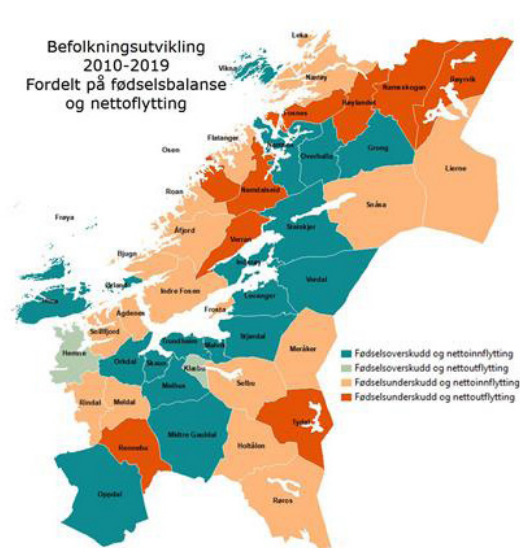 Befolkningsutvikling
2010-2019
Fordelt på fødselsbalanse
og nettoflytting
Leka
Vikna
Nærøy
Røyrvik
Namsskogan
Høylandet
Fosnes
Namsos
Overhalla
Grong
Lierne
Flatanger
Osen
Namdalseid
Snåsa
Roan
Steinkjer
Verran
Frøya
Åfjord
Inderøy
Verdal
Bjugn
Ørland
Indre Fosen
Levanger
Hitra
Frosta
Agdenes
Snillfjord
Stjørdal
Meråker
Trondheim
Malvik
Hemne
Orkdal
Skaun
Klæbu
Selbu
Melhus
Rindal
Meldal
Tydal
Rennebu
Midtre Gauldal
Holtålen
Oppdal
Røros
Fødselsoverskudd og nettoinnflytting
Fødselsoverskudd og nettoutflytting
Fødselsunderskudd og nettoinnflytting
Fødselsunderskudd og nettoutflytting